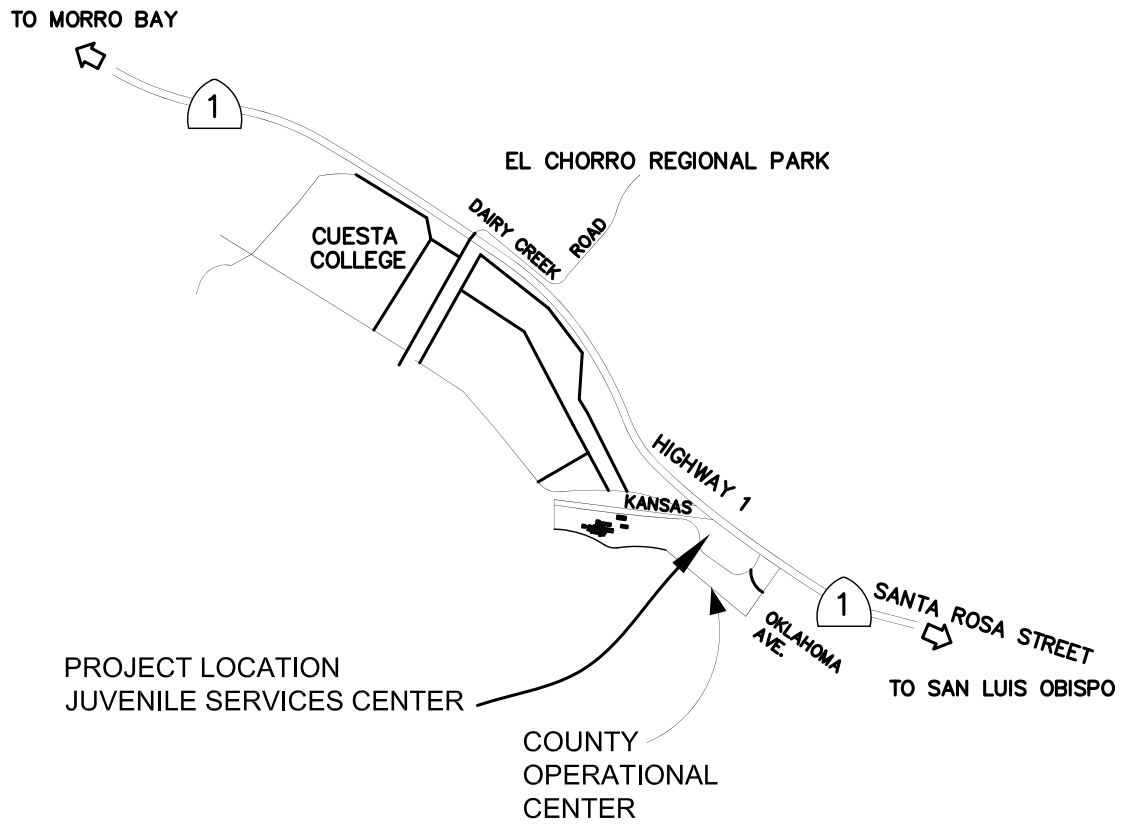 TO MORRO BAY
1
EL CHORRO REGIONAL PARK
DAIRY CREEK
ROAD
CUESTA
COLLEGE
HIGHWAY 1
KANSAS
1
SANTA ROSA STREET
OKLAHOMA
AVE.
TO SAN LUIS OBISPO
PROJECT LOCATION
JUVENILE SERVICES CENTER
COUNTY
OPERATIONAL
CENTER